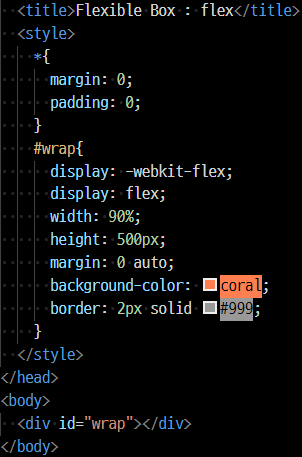 <title>Flexible Box : flex</title>
<style>
*{
margin: 0;
padding: 0;
}
#wrap{
display: -webkit-flex;
display: flex;
width: 90%;
height: 500px;
margin: 0 auto;
background-color: coral;
border: 2px solid #999;
}
</style>
</head>
<body>
<div id="wrap"></div>
</body>